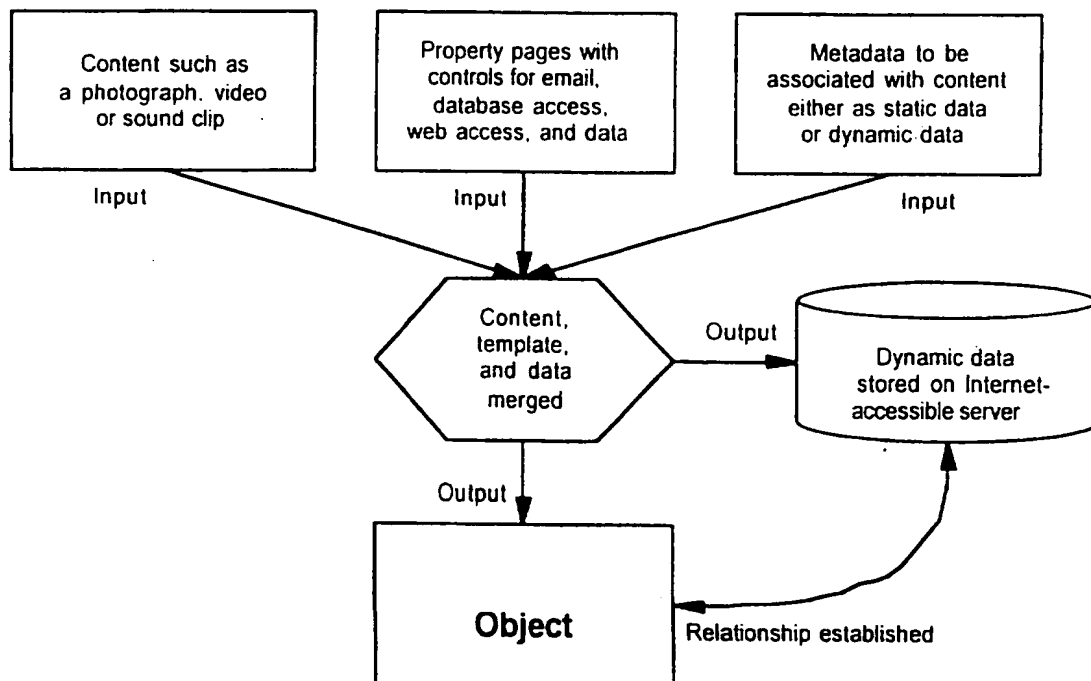 Content such as
a photograph, video
or sound clip
Property pages with
controls for email,
database access,
web access, and data
Metadata to be
associated with content
either as static data
or dynamic data
Input
Input
Input
Content,
template,
and data
merged
Output
Dynamic data
stored on Internet-
accessible server
Output
Object
Relationship established